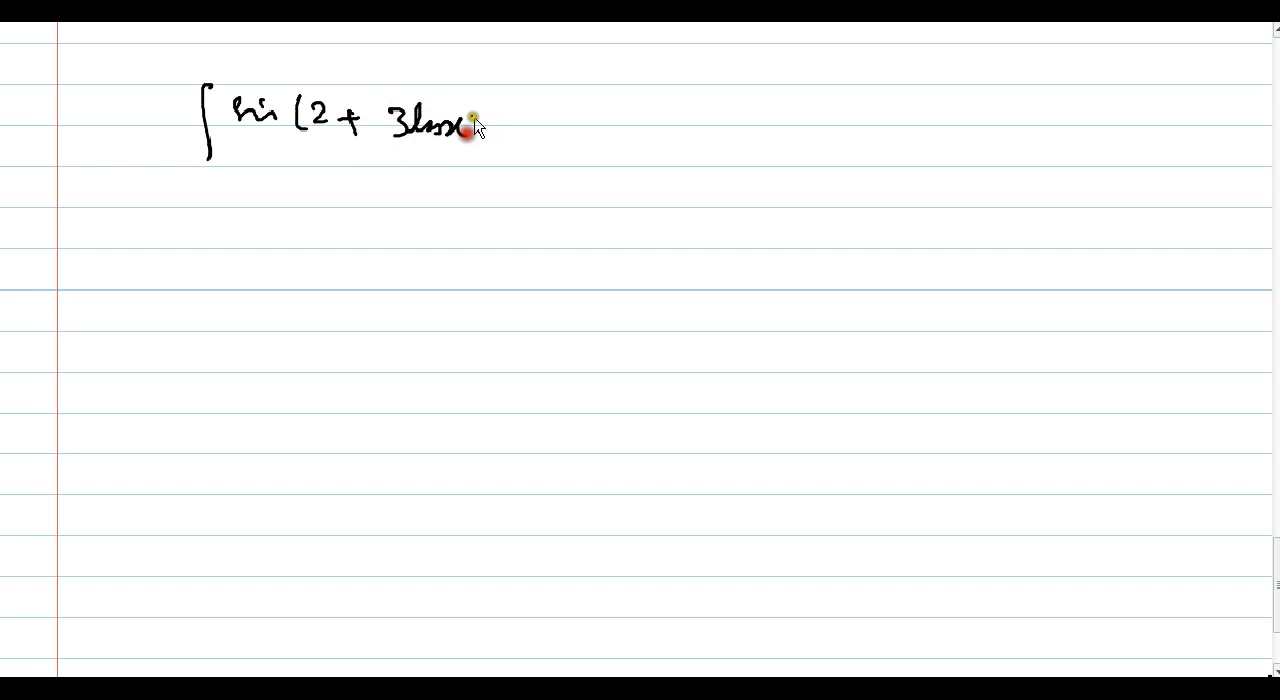 ∫ sin (2 + 3lnx